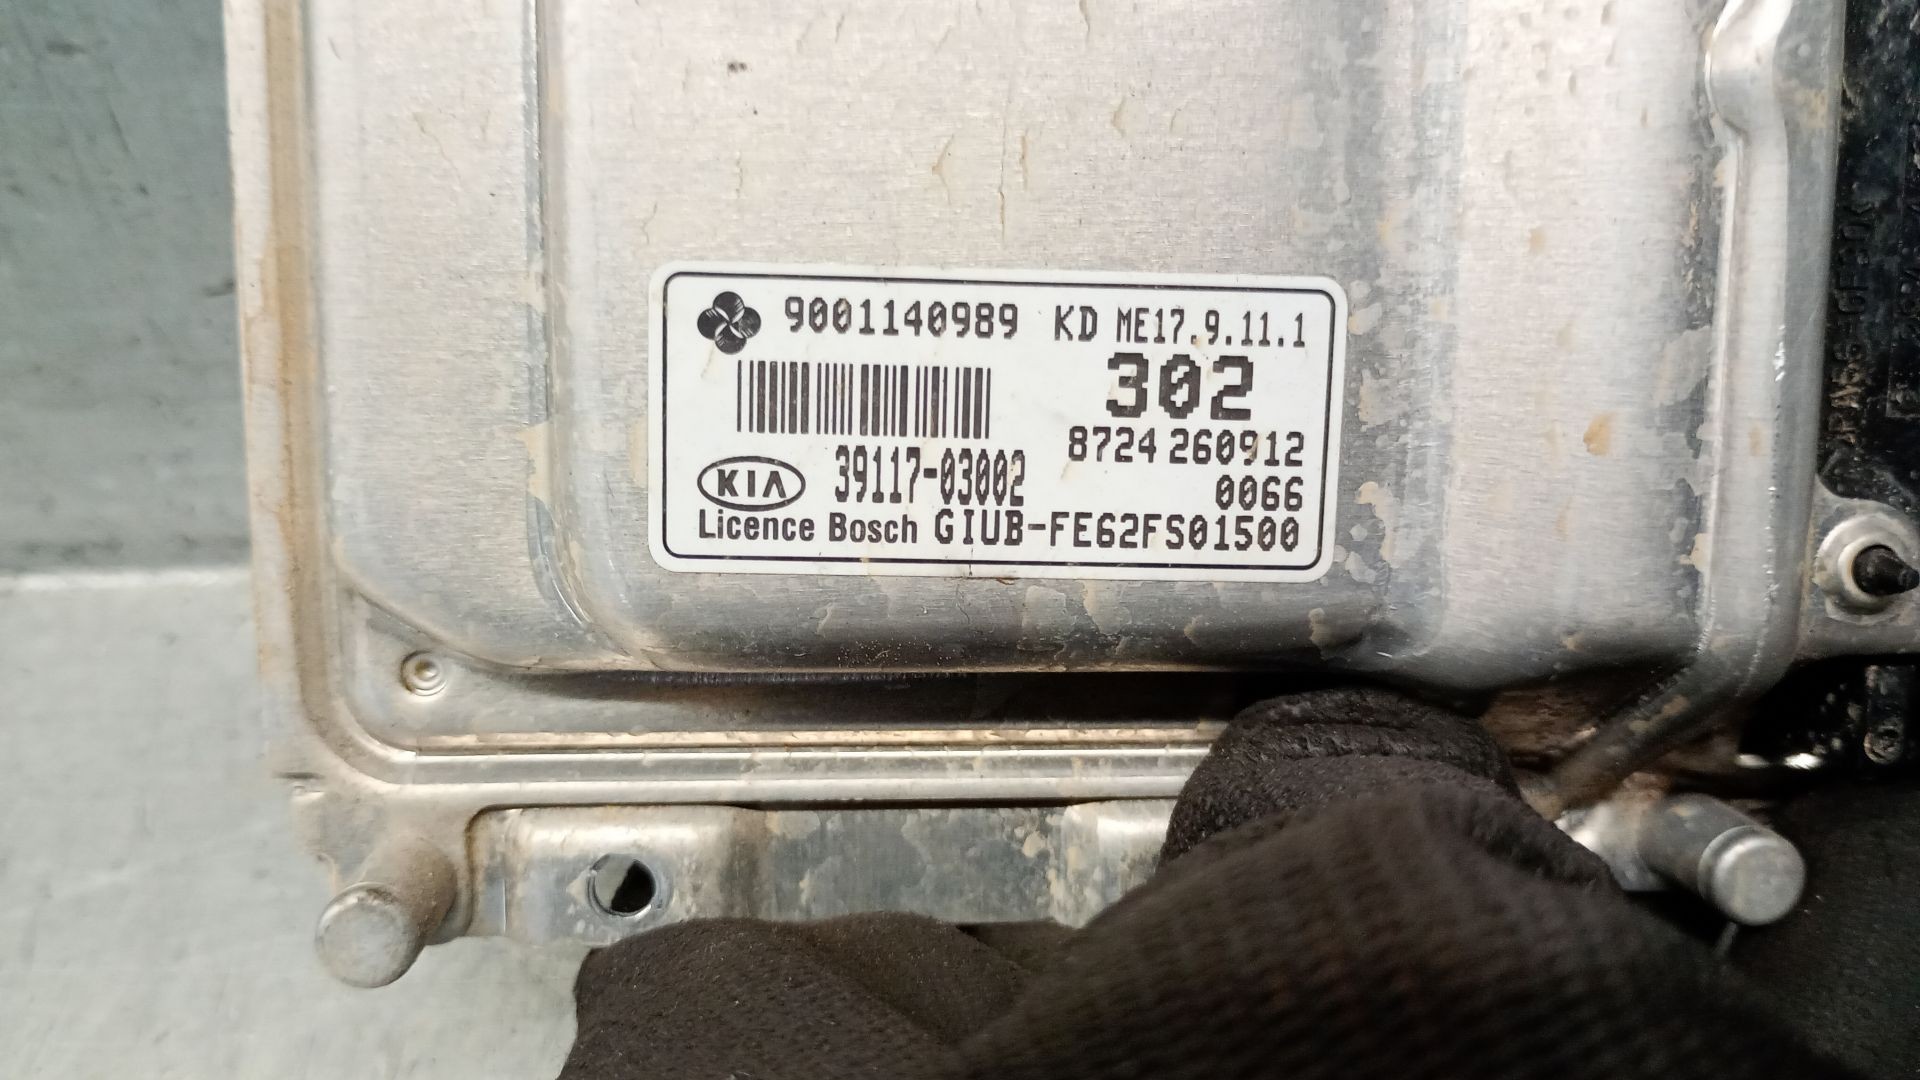 9001140989 KD ME17.9.11.1
302
8724 260912
KIA 39117-03002 0066
Licence Bosch GIUB-FE62FS01500